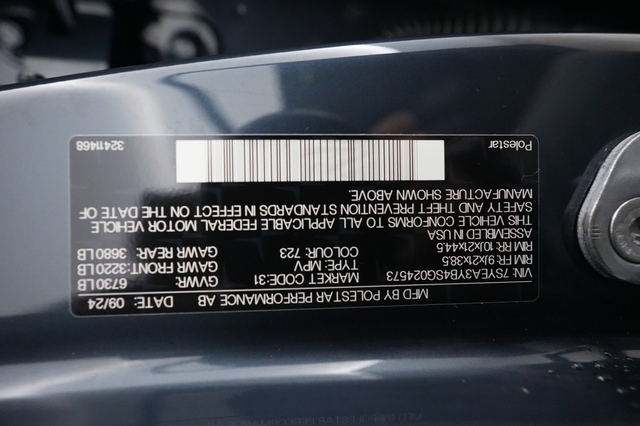 MFD BY POLESTAR PERFORMANCE AB DATE: 09/24
VIN: 7SYEA3YB4SG024573 GVWR: 6730LB
RIM FR: 9Jx21x38.5 MARKET CODE:31 GAWR FRONT:3220LB
RIM RR: 10Jx21x44.5 TYPE: MPV GAWR REAR: 3680LB
ASSEMBLED IN USA COLOUR: 723
THIS VEHICLE CONFORMS TO ALL APPLICABLE FEDERAL MOTOR VEHICLE
SAFETY AND THEFT PREVENTION STANDARDS IN EFFECT ON THE DATE OF
MANUFACTURE SHOWN ABOVE.
Polestar 32411468